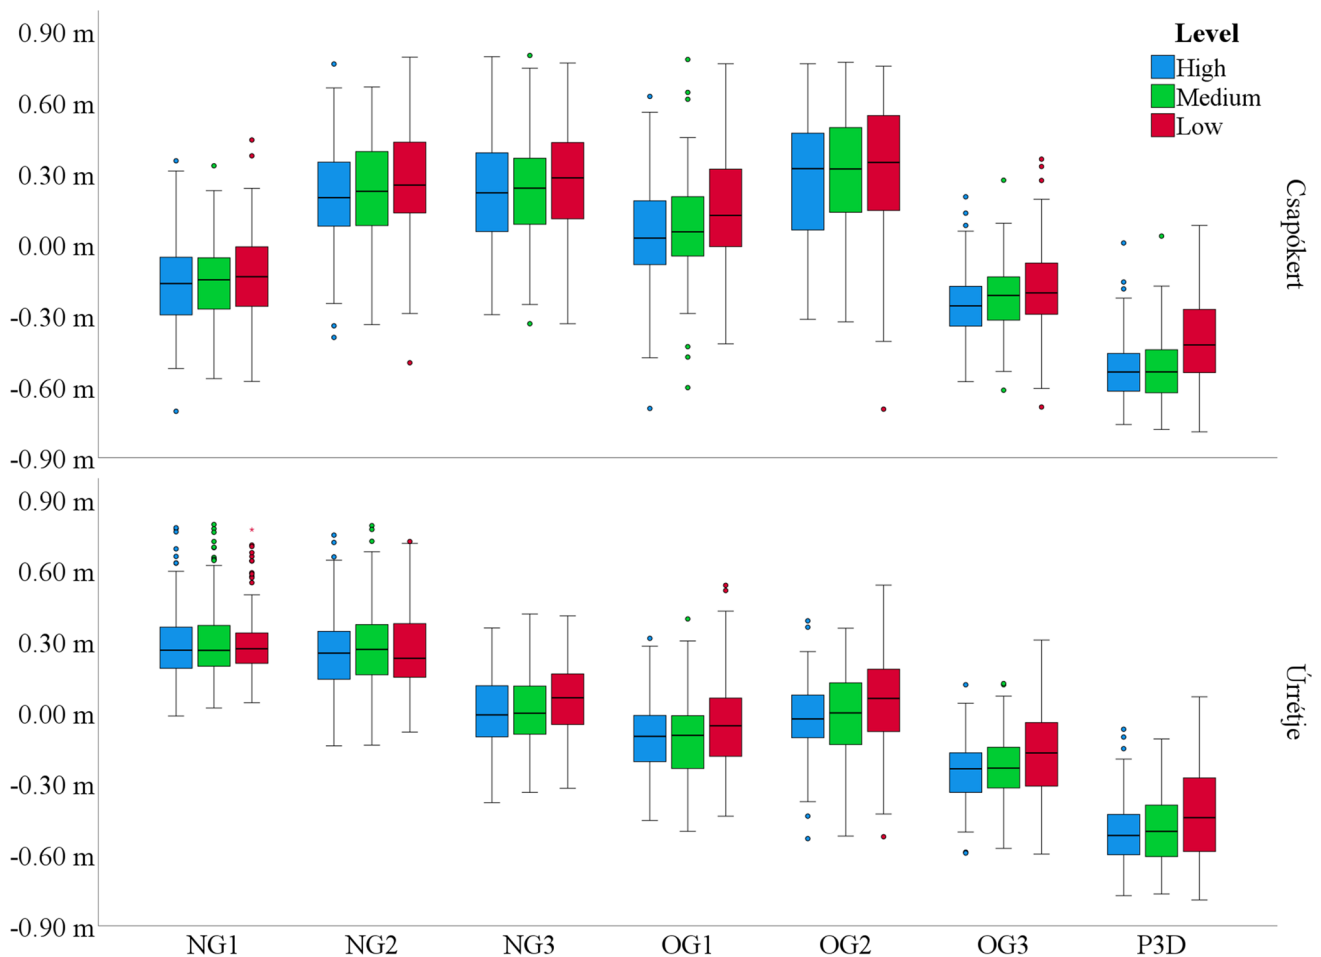 0.90 m
0.60 m
0.30 m
0.00 m
-0.30 m
-0.60 m
-0.90 m
Level
High
Medium
Low
Csapókert
0.90 m
0.60 m
0.30 m
0.00 m
-0.30 m
-0.60 m
-0.90 m
Úrrétje
NG1 NG2 NG3 OG1 OG2 OG3 P3D